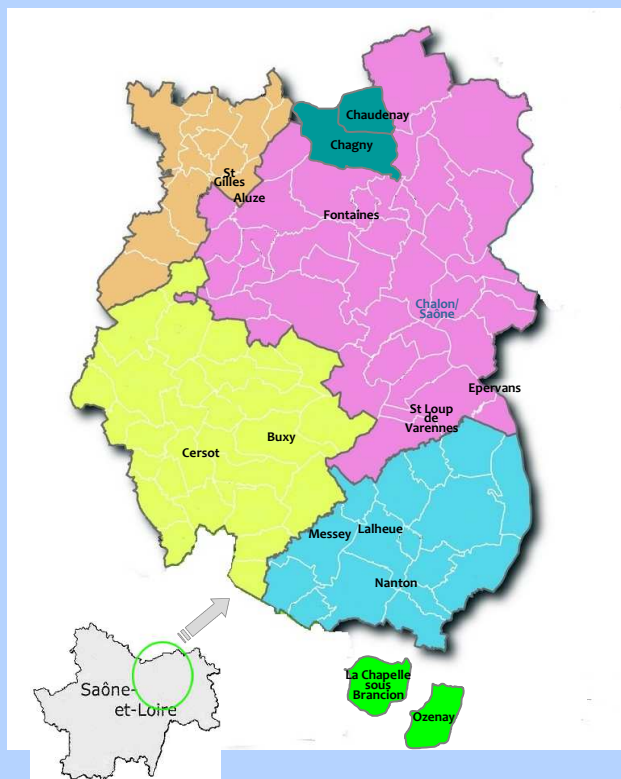 Chaudenay
Chagny
St
Gilles
Aluze
Fontaines
Chalon/
Saône
Epervans
St Loup
de
Varennes
Buxy
Cersot
Messey
Lalheue
Nanton
La Chapelle
sous
Brancion
Ozenay
Saône-
et-Loire